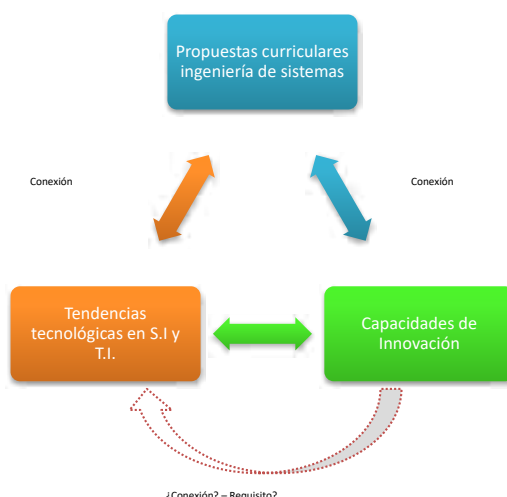 Propuestas curriculares
ingeniería de sistemas
Conexión
Conexión
Tendencias
tecnológicas en S.I y
T.I.
Capacidades de
Innovación
¿Conexión? – Requisito?